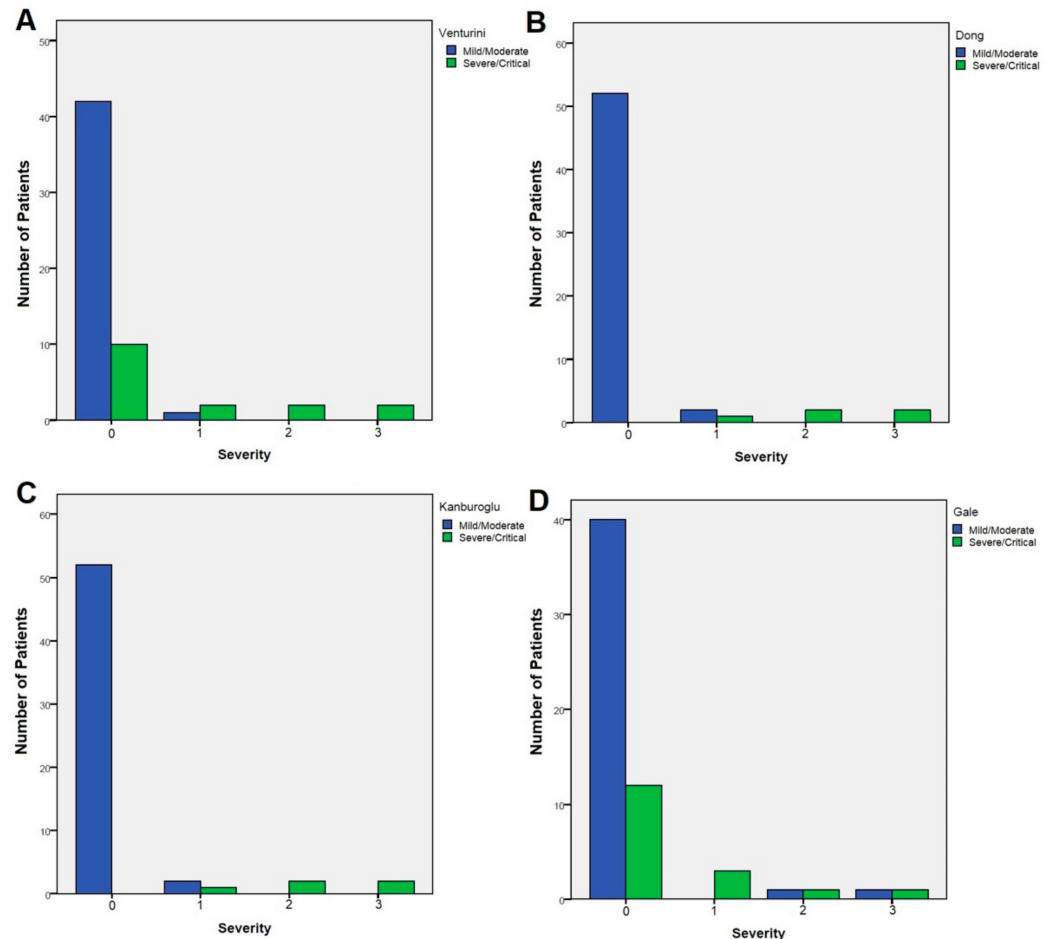 A
Venturini
Mild/Moderate
Severe/Critical
Number of Patients
50
40
30
20
10
0
0 1 2 3
Severity
B
Dong
Mild/Moderate
Severe/Critical
Number of Patients
60
50
40
30
20
10
0
0 1 2 3
Severity
C
Kanburoglu
Mild/Moderate
Severe/Critical
Number of Patients
60
50
40
30
20
10
0
0 1 2 3
Severity
D
Gale
Mild/Moderate
Severe/Critical
Number of Patients
40
30
20
10
0
0 1 2 3
Severity